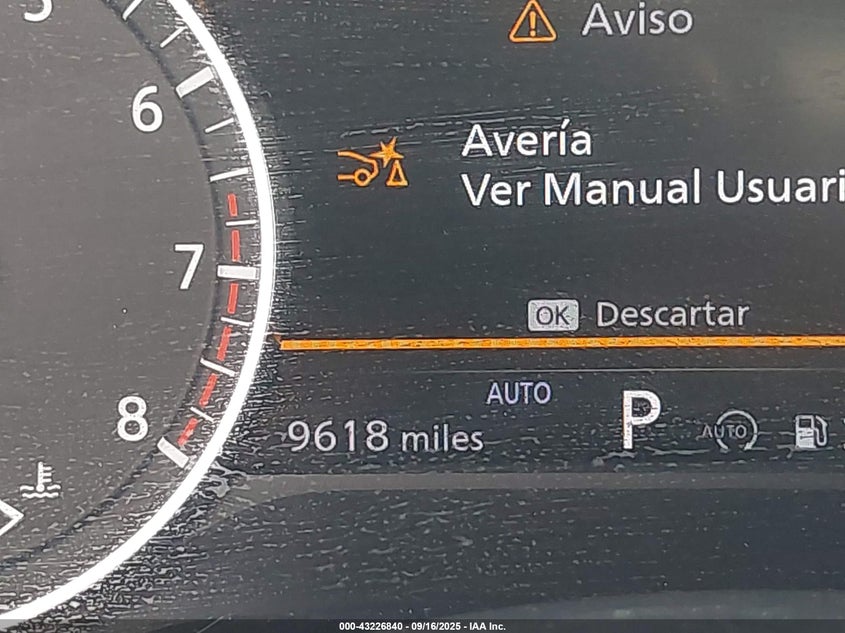 5
6
7
8
Aviso
Avería
Ver Manual Usuari
OK Descartar
AUTO
9618 miles
P
AUTO
000-43226840 - 09/16/2025 - IAA Inc.